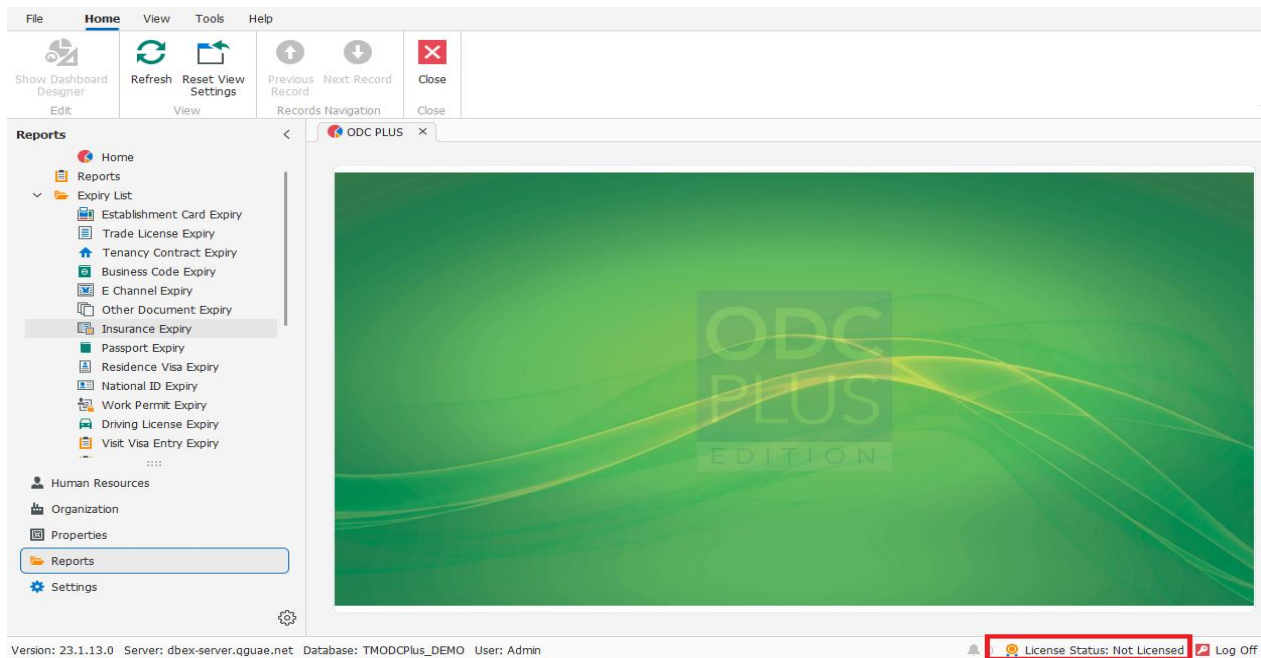 File Home View Tools Help
Show Dashboard Designer
Refresh
Reset View Settings
Previous Record
Next Record
Close
Edit View Records Navigation Close
Reports
ODC PLUS
Home
Reports
Expiry List
Establishment Card Expiry
Trade License Expiry
Tenancy Contract Expiry
Business Code Expiry
E Channel Expiry
Other Document Expiry
Insurance Expiry
Passport Expiry
Residence Visa Expiry
National ID Expiry
Work Permit Expiry
Driving License Expiry
Visit Visa Entry Expiry
Human Resources
Organization
Properties
Reports
Settings
ODC
PLUS
EDITION
Version: 23.1.13.0 Server: dbex-server.qguae.net Database: TMODCPlus_DEMO User: Admin License Status: Not Licensed Log Off